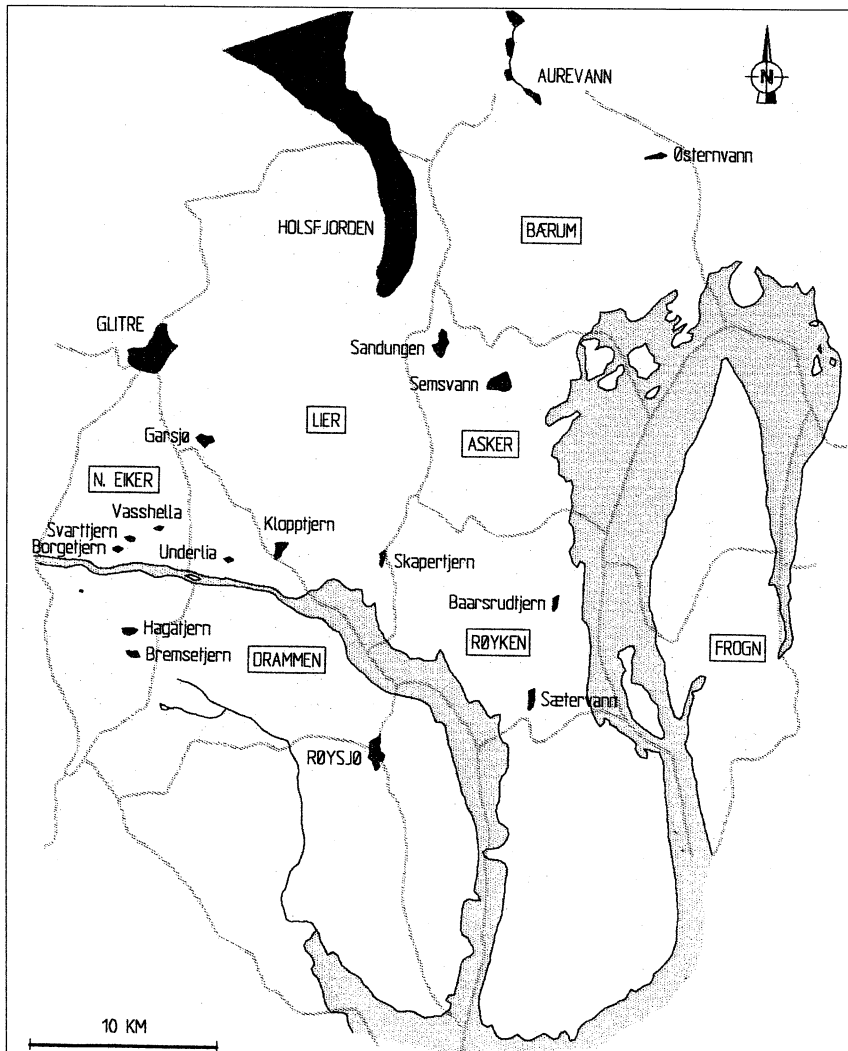 AUREVANN
N
Østernvann
HOLSFJORDEN
BÆRUM
GLITRE
Sandungen
Semsvann
LIER
ASKER
Garsjø
N. EIKER
Vasshella
Svarttjern
Borgetjern
Underlia
Klopptjern
Skapertjern
Baarsrudtjern
Hagatjern
Bremsetjern
DRAMMEN
RØYKEN
FROGN
Sætervann
RØYSJØ
10 KM